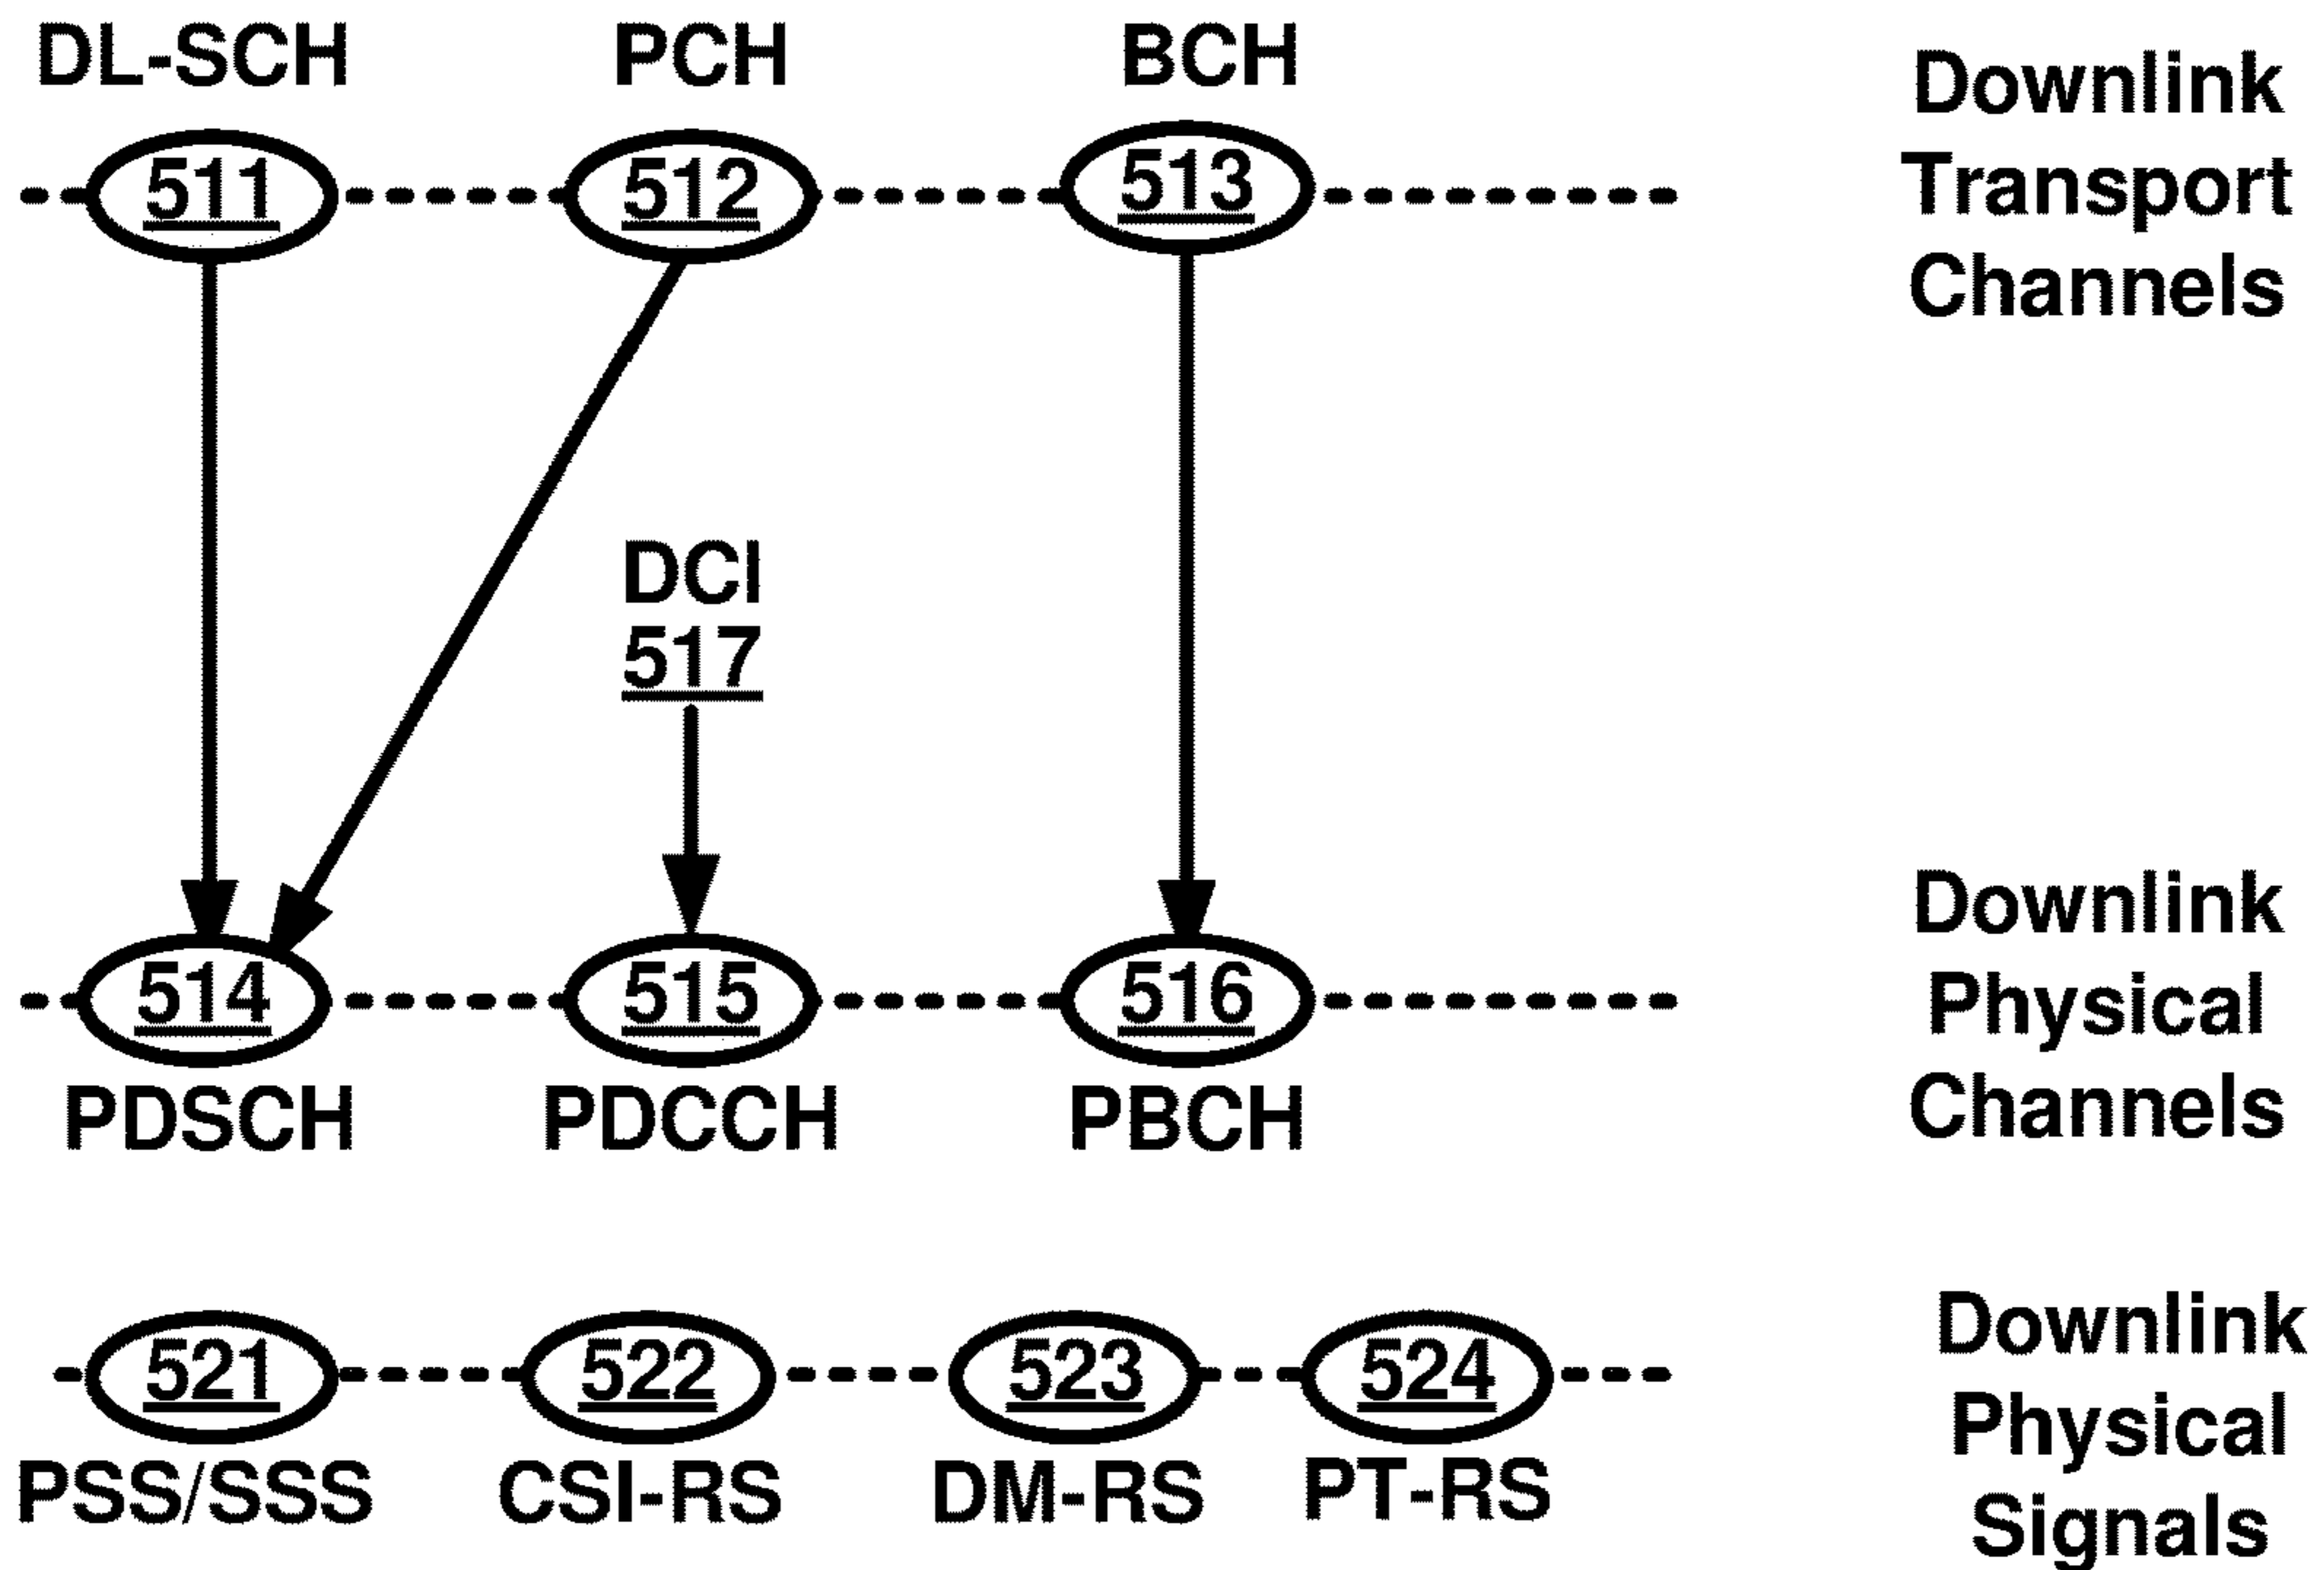 DL-SCH PCH BCH
511 512 513
Downlink
Transport
Channels
DCI
517
514 515 516
PDSCH PDCCH PBCH
Downlink
Physical
Channels
521 522 523 524
PSS/SSS CSI-RS DM-RS PT-RS
Downlink
Physical
Signals